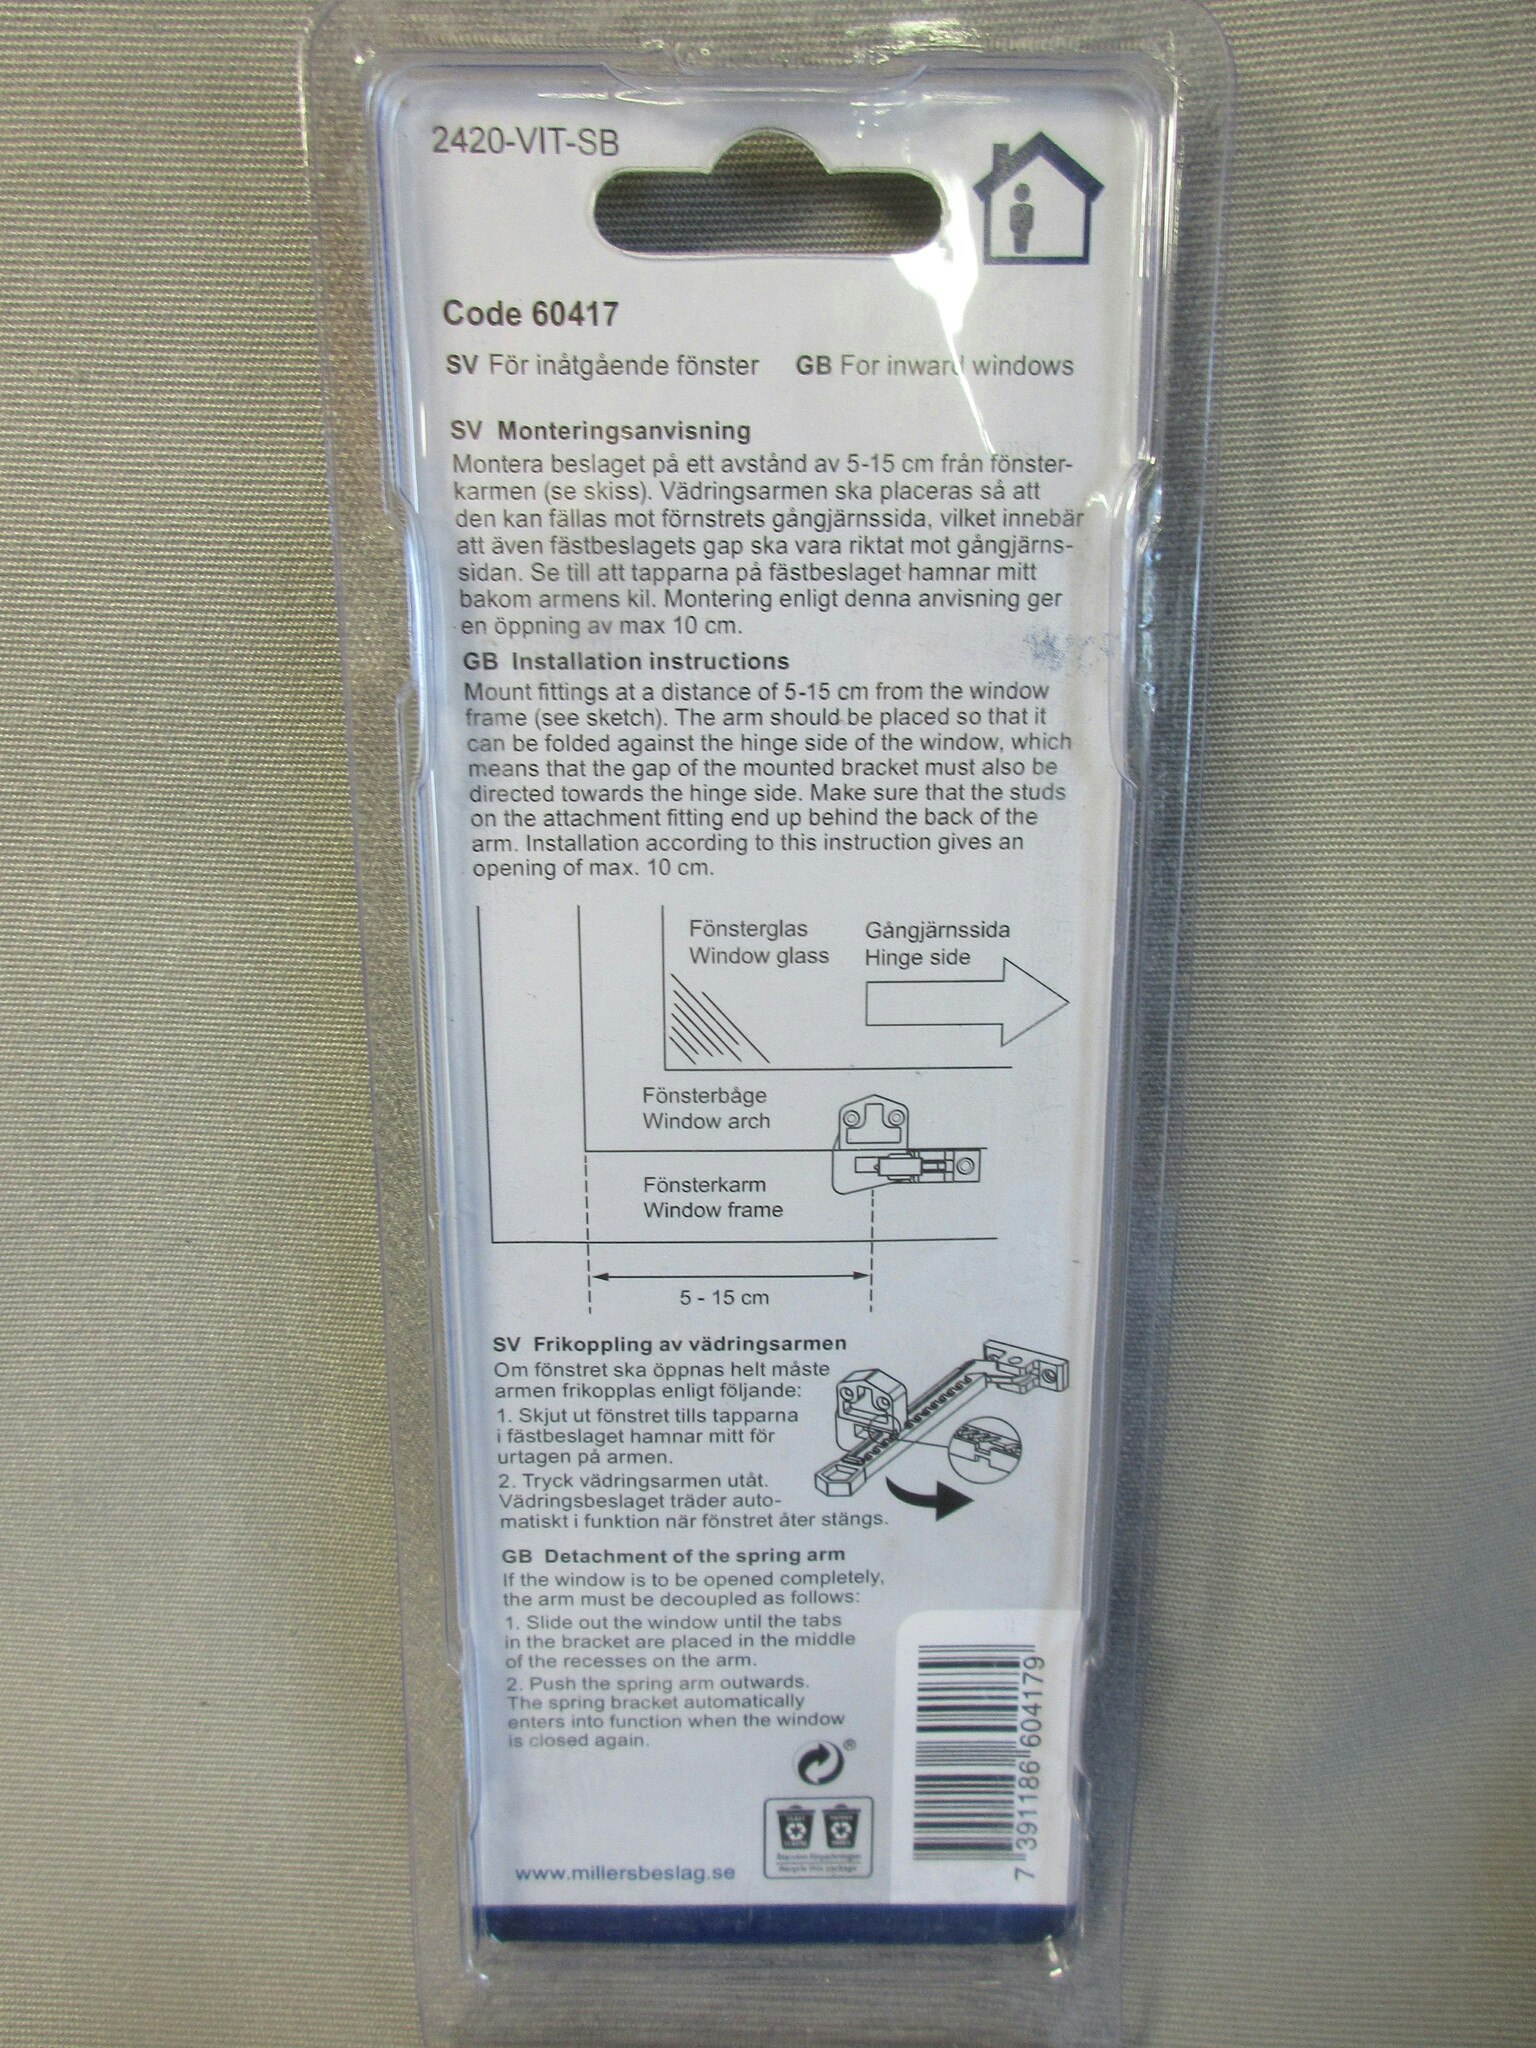 2420-VIT-SB
Code 60417
SV För inåtgående fönster GB For inward windows
SV Monteringsanvisning
Montera beslaget på ett avstånd av 5-15 cm från fönster-
karmen (se skiss). Vädringsarmen ska placeras så att
den kan fällas mot förnstrets gångjärnssida, vilket innebär
att även fästbeslagets gap ska vara riktat mot gångjärns-
sidan. Se till att tapparna på fästbeslaget hamnar mitt
bakom armens kil. Montering enligt denna anvisning ger
en öppning av max 10 cm.
GB Installation instructions
Mount fittings at a distance of 5-15 cm from the window
frame (see sketch). The arm should be placed so that it
can be folded against the hinge side of the window, which
means that the gap of the mounted bracket must also be
directed towards the hinge side. Make sure that the studs
on the attachment fitting end up behind the back of the
arm. Installation according to this instruction gives an
opening of max. 10 cm.
Fönsterglas
Window glass
Gångjärnssida
Hinge side
Fönsterbåge
Window arch
Fönsterkarm
Window frame
5 - 15 cm
SV Frikoppling av vädringsarmen
Om fönstret ska öppnas helt måste
armen frikopplas enligt följande:
1. Skjut ut fönstret tills tapparna
i fästbeslaget hamnar mitt för
urtagen på armen.
2. Tryck vädringsarmen utåt.
Vädringsbeslaget träder auto-
matiskt i funktion när fönstret åter stängs.
GB Detachment of the spring arm
If the window is to be opened completely,
the arm must be decoupled as follows:
1. Slide out the window until the tabs
in the bracket are placed in the middle
of the recesses on the arm.
2. Push the spring arm outwards.
The spring bracket automatically
enters into function when the window
is closed again.
®
Recycle this package
www.millersbeslag.se
7 391186 604179